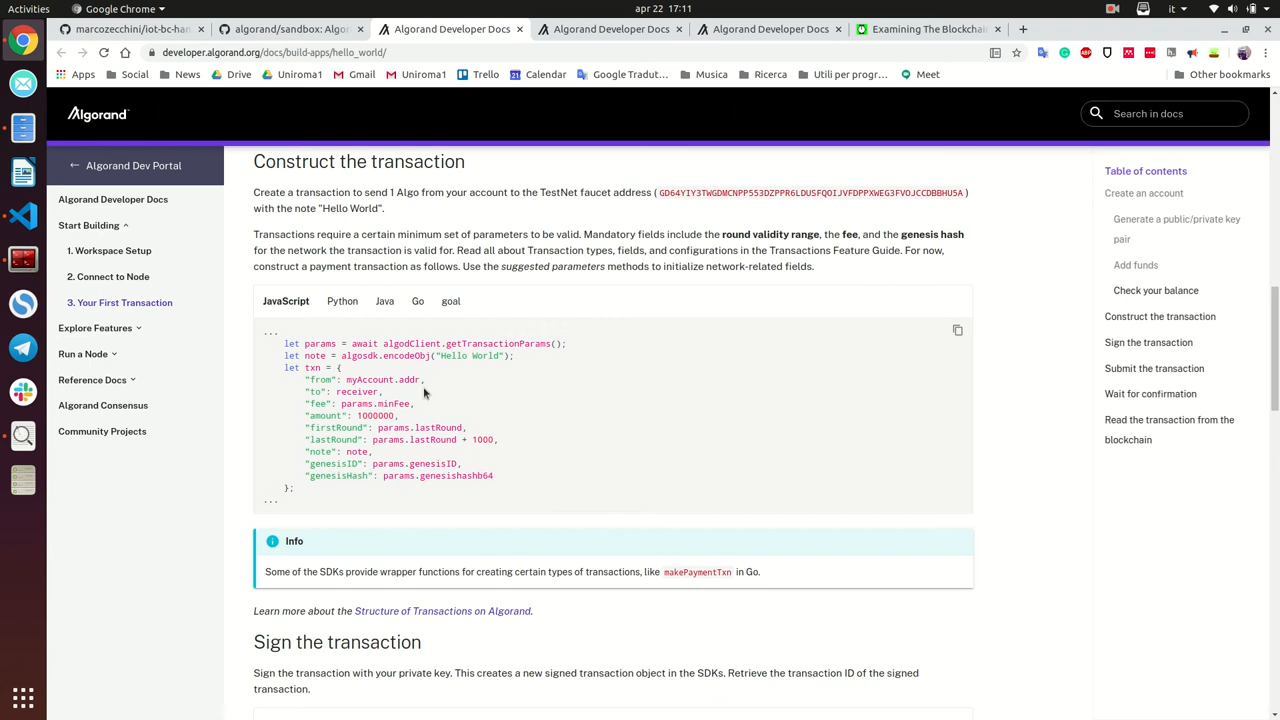 Activities
Google Chrome
apr 22 17:11
it
marcozecchini/iot-bc-han
algorand/sandbox: Algor
Algorand Developer Docs
Algorand Developer Docs
Algorand Developer Docs
Examining The Blockchain
developer.algorand.org/docs/build-apps/hello_world/
Apps Social News Drive Uniroma1 Gmail Uniroma1 Trello Calendar Google Tradut... Musica Ricerca Utili per progr... Meet Other bookmarks
Algorand
Search in docs
← Algorand Dev Portal
Algorand Developer Docs
Start Building
1. Workspace Setup
2. Connect to Node
3. Your First Transaction
Explore Features
Run a Node
Reference Docs
Algorand Consensus
Community Projects
Construct the transaction
Create a transaction to send 1 Algo from your account to the TestNet faucet address ( GD64YIY3TWGDMCNPP553DZPPR6LDUSFQOIJVFDPPXWEG3FVOJCCDBBHU5A )
with the note "Hello World".
Transactions require a certain minimum set of parameters to be valid. Mandatory fields include the round validity range, the fee, and the genesis hash
for the network the transaction is valid for. Read all about Transaction types, fields, and configurations in the Transactions Feature Guide. For now,
construct a payment transaction as follows. Use the suggested parameters methods to initialize network-related fields.
JavaScript Python Java Go goal
...
let params = await algodClient.getTransactionParams();
let note = algosdk.encodeObj("Hello World");
let txn = {
"from": myAccount.addr,
"to": receiver,
"fee": params.minFee,
"amount": 1000000,
"firstRound": params.lastRound,
"lastRound": params.lastRound + 1000,
"note": note,
"genesisID": params.genesisID,
"genesisHash": params.genesishashb64
};
...
Info
Some of the SDKs provide wrapper functions for creating certain types of transactions, like makePaymentTxn in Go.
Learn more about the Structure of Transactions on Algorand.
Sign the transaction
Sign the transaction with your private key. This creates a new signed transaction object in the SDKs. Retrieve the transaction ID of the signed
transaction.
Table of contents
Create an account
Generate a public/private key
pair
Add funds
Check your balance
Construct the transaction
Sign the transaction
Submit the transaction
Wait for confirmation
Read the transaction from the
blockchain